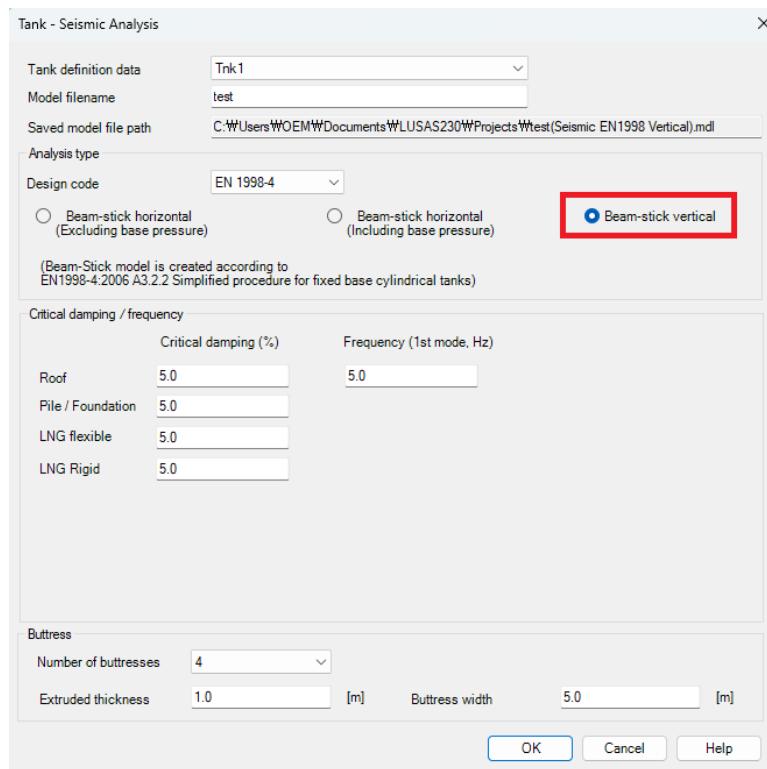 Tank - Seismic Analysis
Tank definition data Tnk1
Model filename test
Saved model file path C:₩Users₩OEM₩Documents₩LUSAS230₩Projects₩test(Seismic EN1998 Vertical).mdl
Analysis type
Design code EN 1998-4
Beam-stick horizontal (Excluding base pressure)
Beam-stick horizontal (Including base pressure)
Beam-stick vertical
(Beam-Stick model is created according to
EN1998-4:2006 A3.2.2 Simplified procedure for fixed base cylindrical tanks)
Critical damping / frequency
Critical damping (%) Frequency (1st mode, Hz)
Roof 5.0 5.0
Pile / Foundation 5.0
LNG flexible 5.0
LNG Rigid 5.0
Buttress
Number of buttresses 4
Extruded thickness 1.0 [m] Buttress width 5.0 [m]
OK Cancel Help